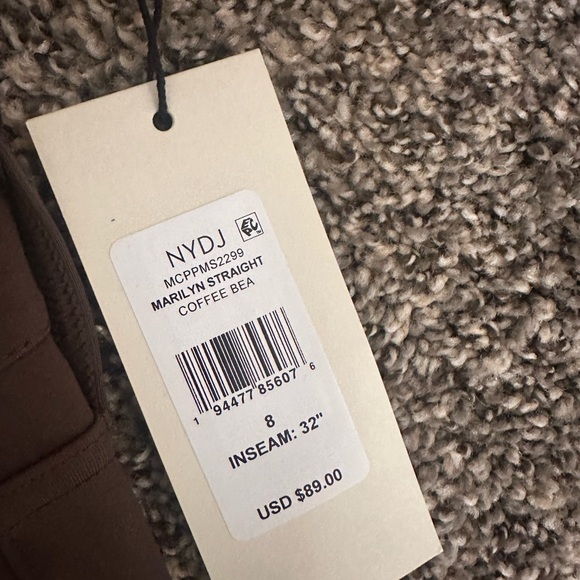 NYDJ
MCPPMS2299
MARILYN STRAIGHT
COFFEE BEA
1 94477 85607 6
8
INSEAM: 32"
USD $89.00